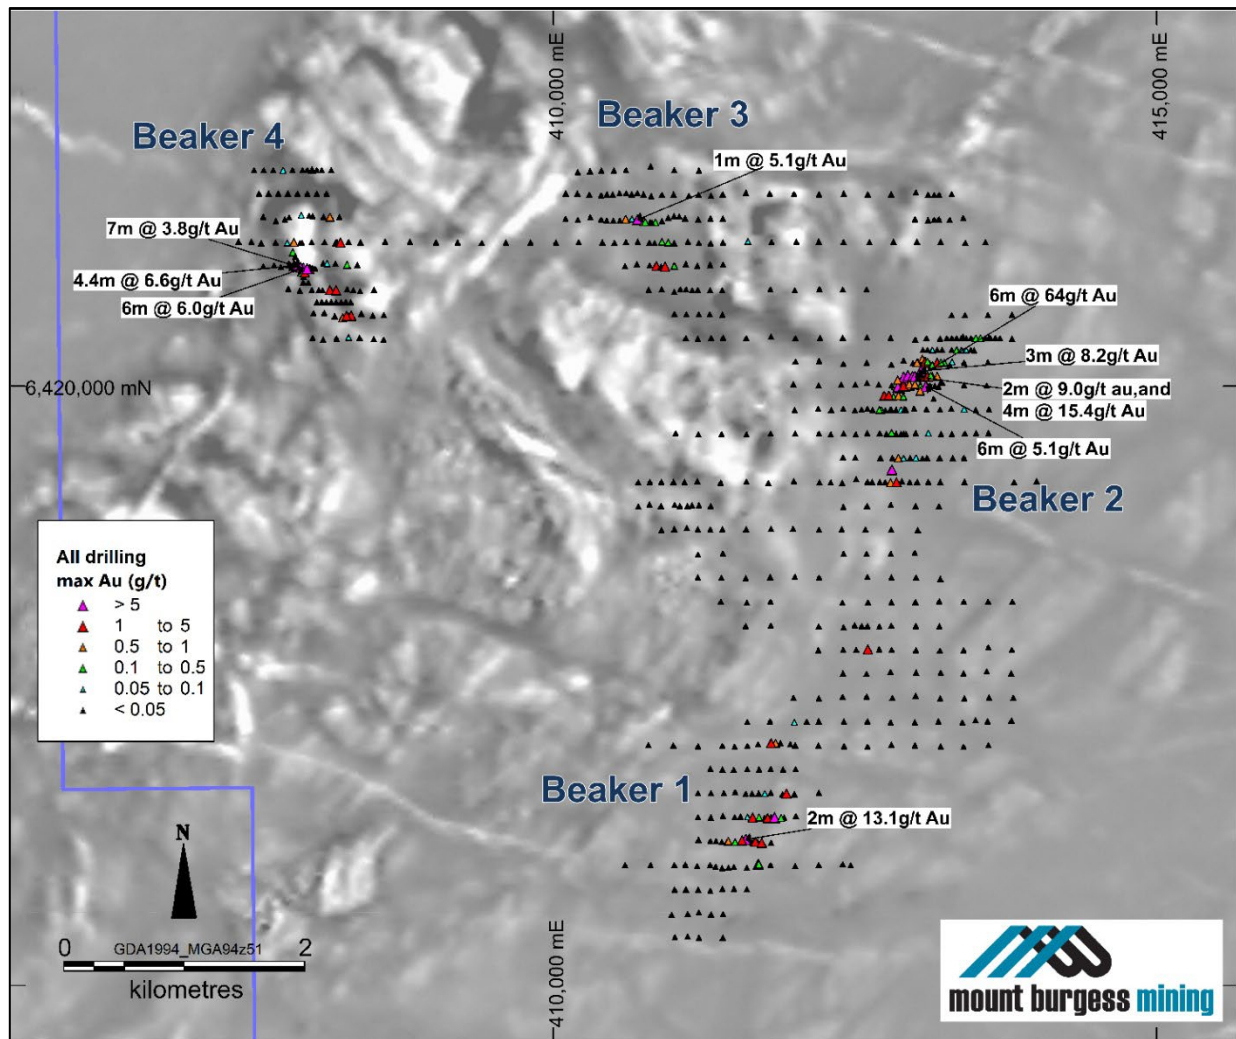 410,000 mE
415,000 mE
Beaker 4
Beaker 3
1m @ 5.1g/t Au
7m @ 3.8g/t Au
4.4m @ 6.6g/t Au
6m @ 6.0g/t Au
6m @ 64g/t Au
3m @ 8.2g/t Au
6,420,000 mN
2m @ 9.0g/t au,and
4m @ 15.4g/t Au
6m @ 5.1g/t Au
Beaker 2
All drilling
max Au (g/t)
> 5
1 to 5
0.5 to 1
0.1 to 0.5
0.05 to 0.1
< 0.05
Beaker 1
2m @ 13.1g/t Au
N
0 GDA1994_MGA94z51 2
kilometres
410,000 mE
mount burgess mining